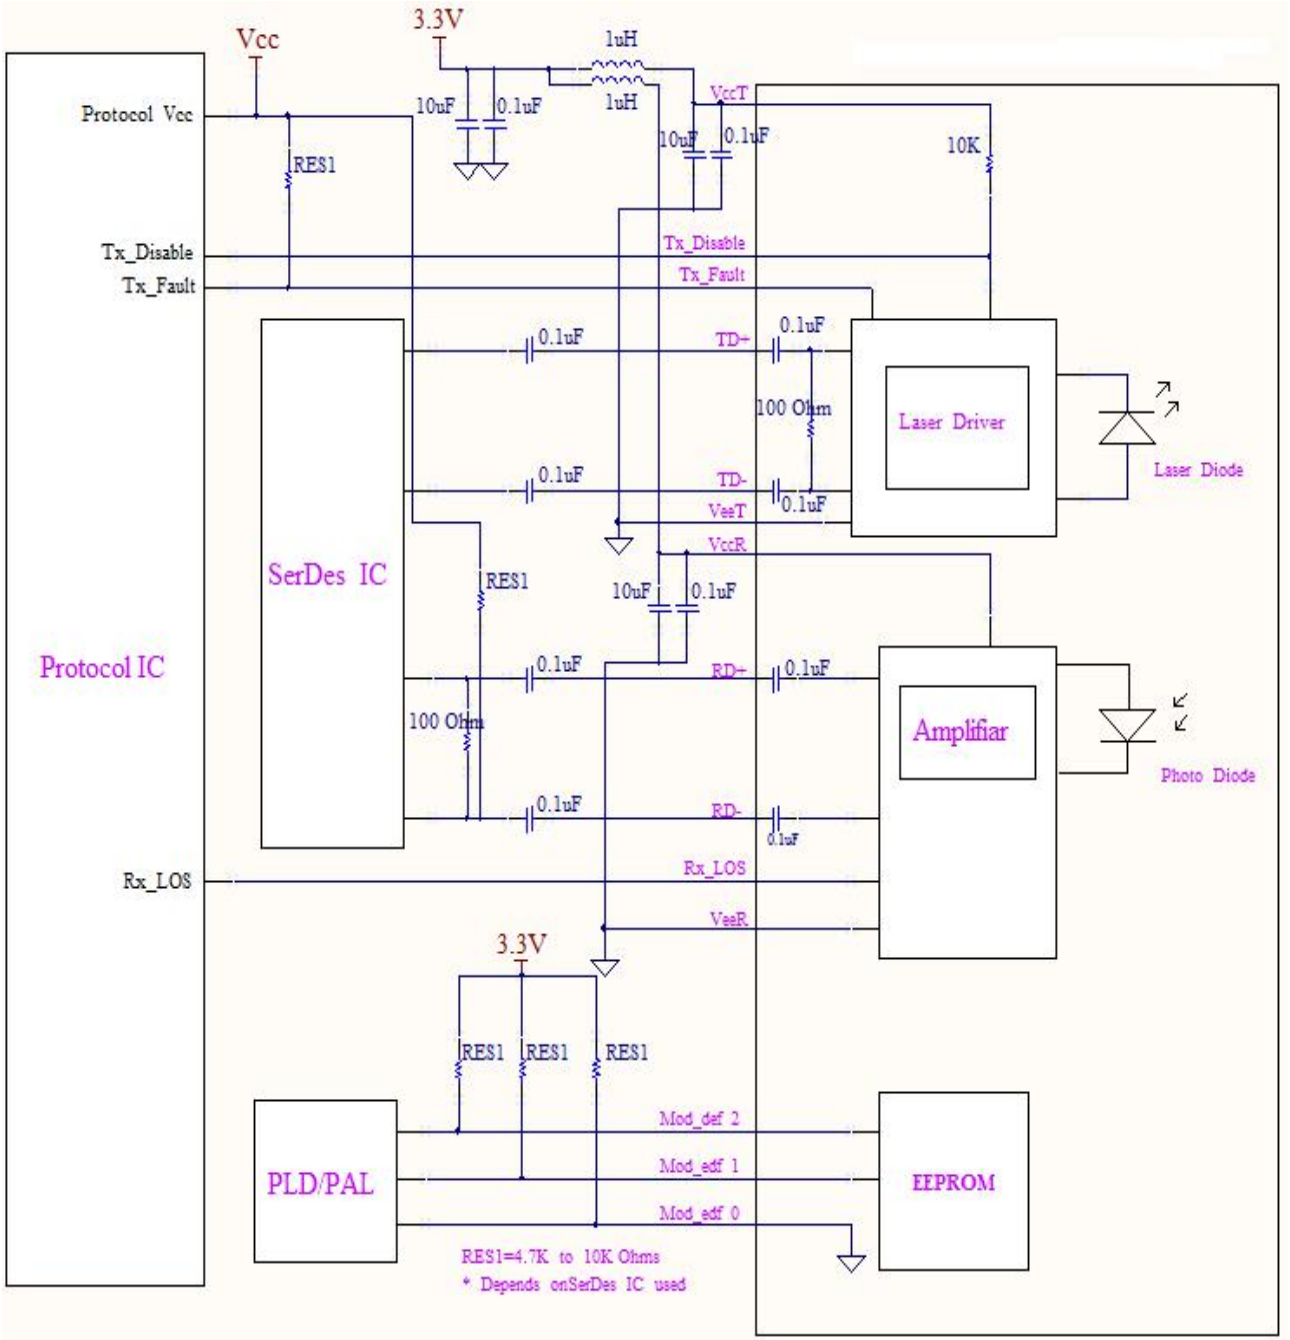 3.3V
Vcc
1uH
Protocol Vcc
10uF
0.1uF
1uH
VccT
RES1
10uF
0.1uF
10K
Tx_Disable
Tx_Disable
Tx_Fault
Tx_Fault
0.1uF
TD+
0.1uF
100 Ohm
Laser Driver
Laser Diode
0.1uF
TD-
0.1uF
VeeT
VccR
SerDes IC
RES1
10uF
0.1uF
Protocol IC
0.1uF
RD+
0.1uF
100 Ohm
Amplifiar
Photo Diode
0.1uF
RD-
0.1uF
Rx_LOS
Rx_LOS
VeeR
3.3V
RES1
RES1
RES1
Mod_def 2
PLD/PAL
Mod_edf 1
EEPROM
Mod_edf 0
RES1=4.7K to 10K Ohms
* Depends onSerDes IC used